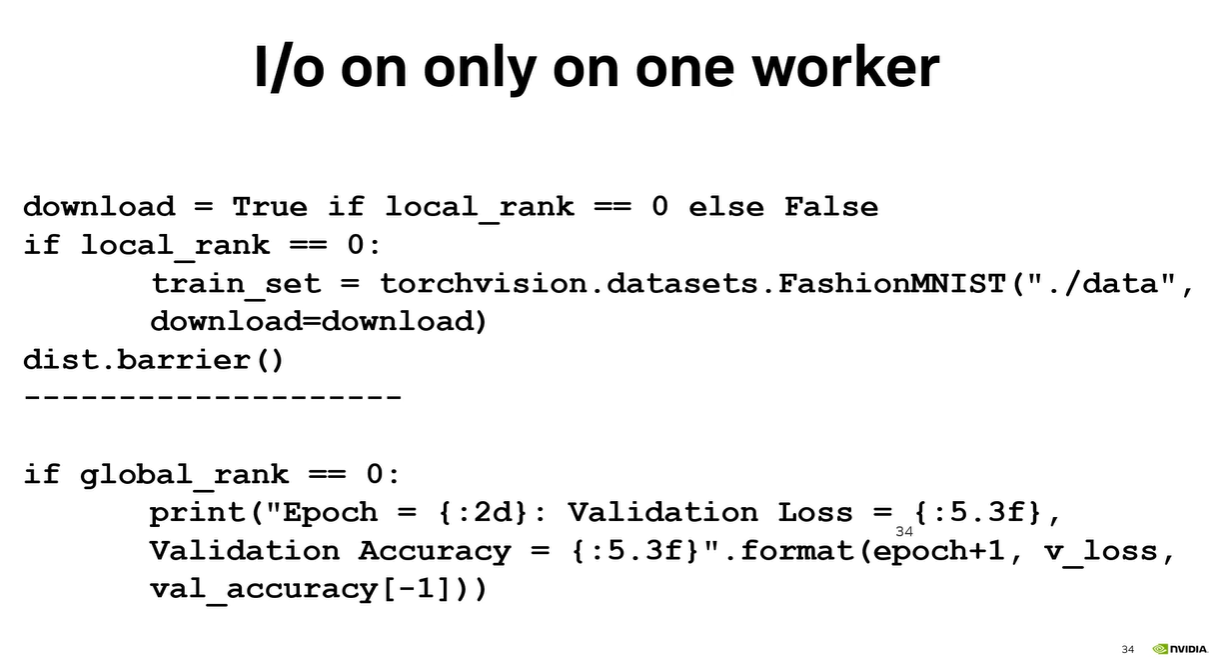 I/o on only on one worker
download = True if local_rank == 0 else False
if local_rank == 0:
train_set = torchvision.datasets.FashionMNIST("./data",
download=download)
dist.barrier()
--------------------
if global_rank == 0:
print("Epoch = {:2d}: Validation Loss = {:5.3f},
34
Validation Accuracy = {:5.3f}".format(epoch+1, v_loss,
val_accuracy[-1]))
34 NVIDIA